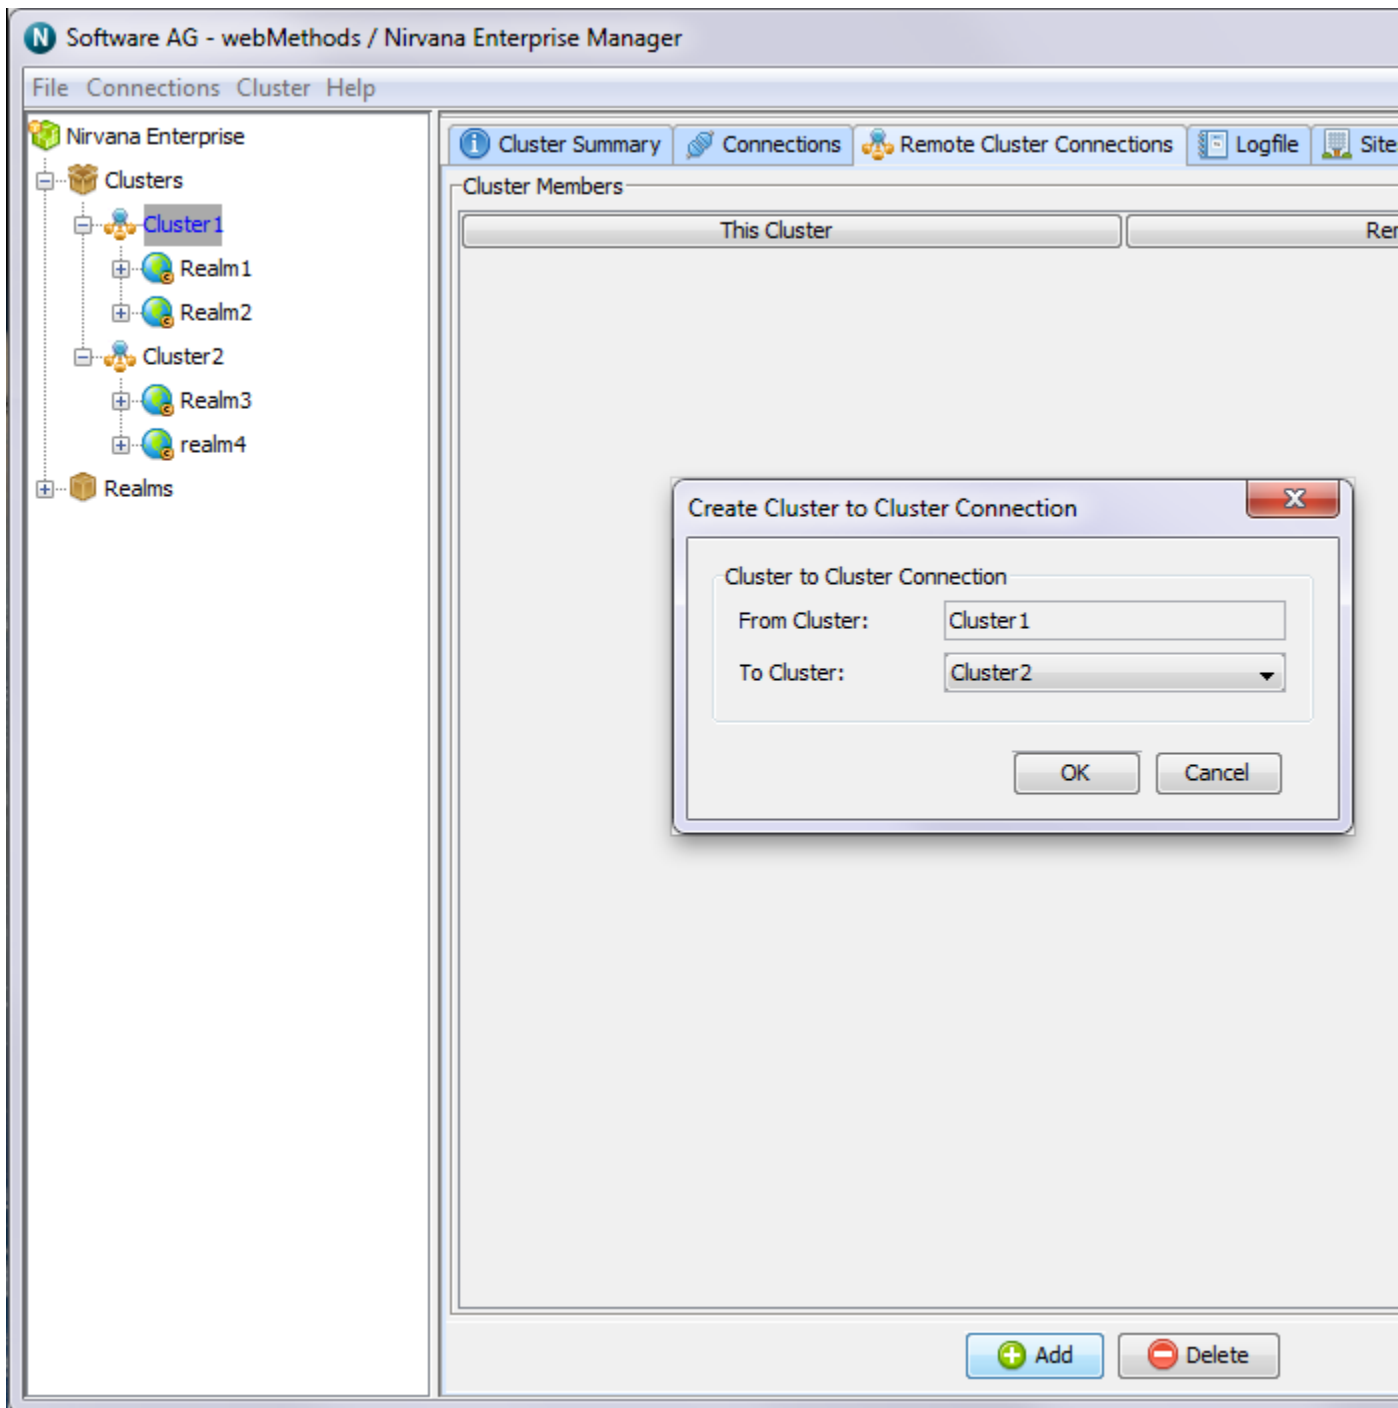 N Software AG - webMethods / Nirvana Enterprise Manager
File Connections Cluster Help
Nirvana Enterprise
Clusters
Cluster1
Realm1
Realm2
Cluster2
Realm3
realm4
Realms
Cluster Summary Connections Remote Cluster Connections Logfile Site
Cluster Members
This Cluster
Create Cluster to Cluster Connection
Cluster to Cluster Connection
From Cluster: Cluster1
To Cluster: Cluster2
OK Cancel
Add Delete